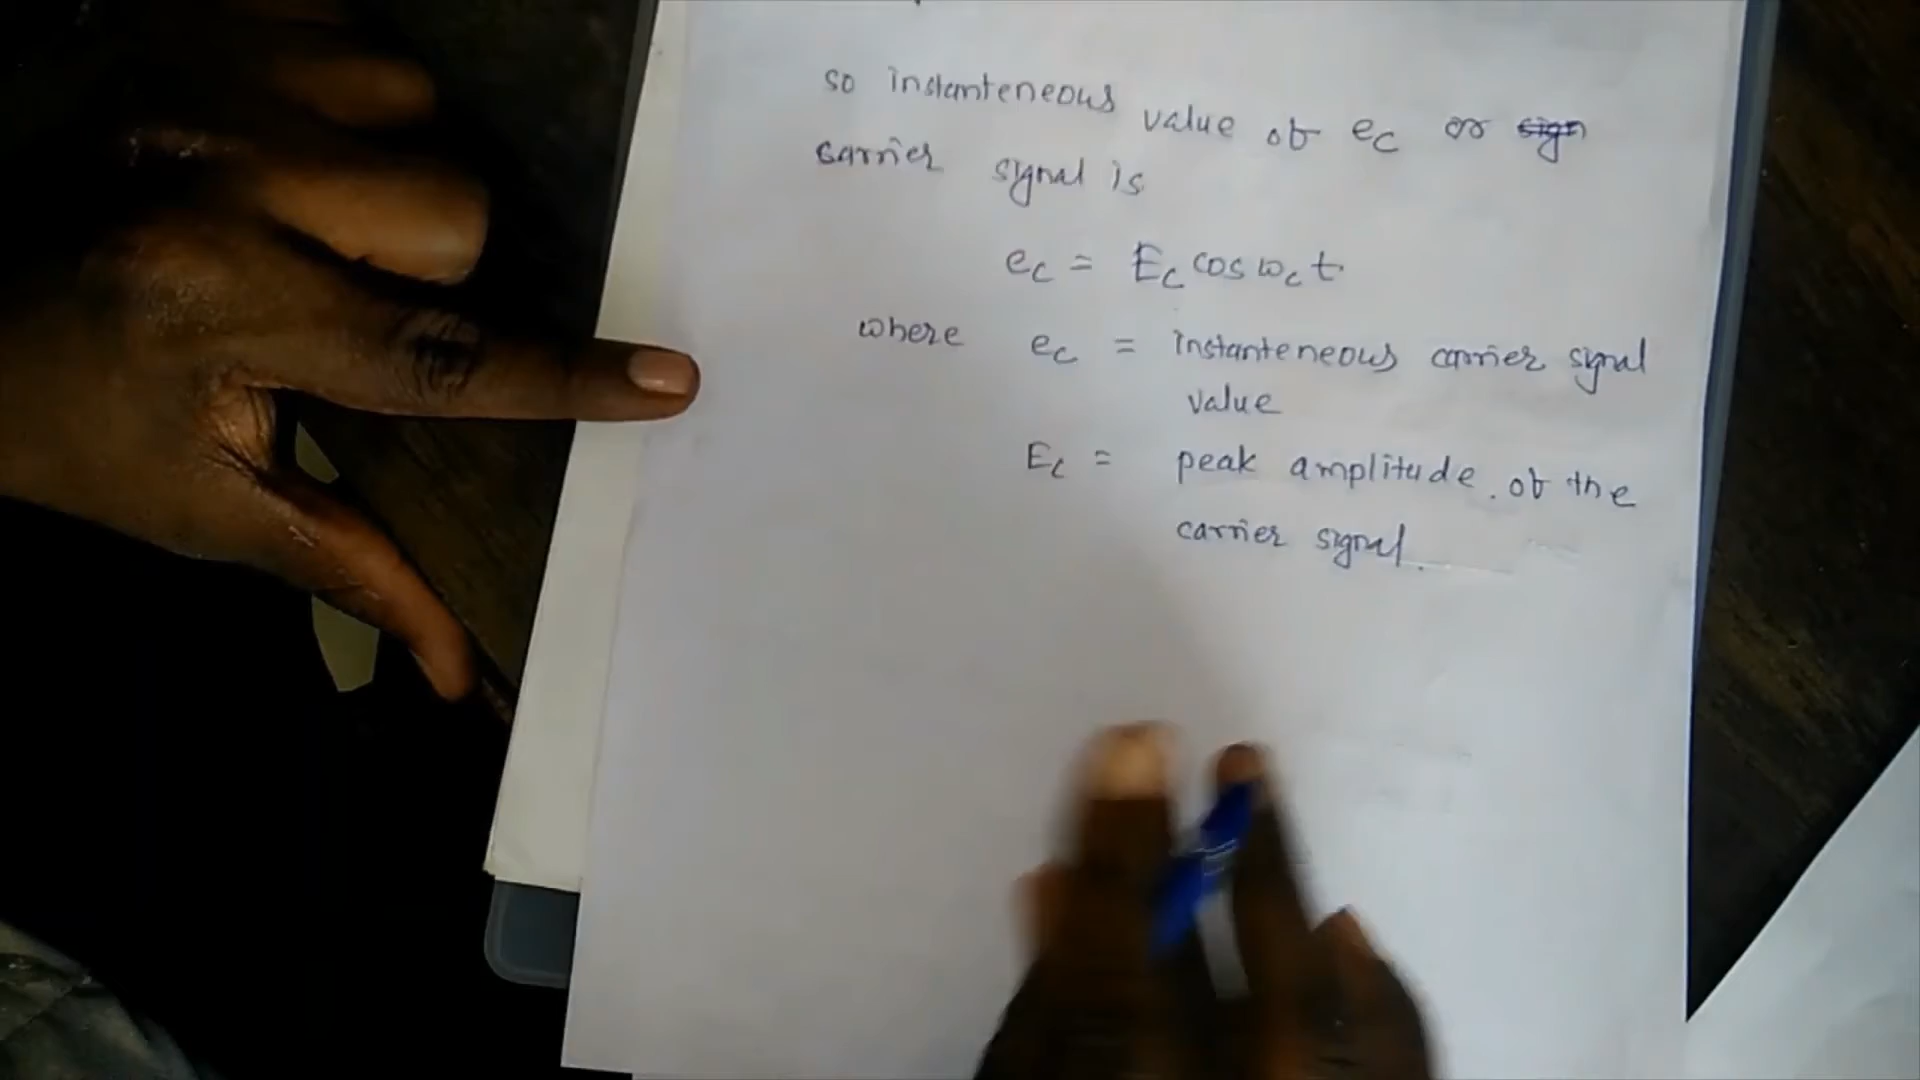 so instanteneous value of ec or sign
carrier signal is
ec = Ec cos ωc t
where ec = instanteneous carrier signal
value
Ec = peak amplitude. of the
carrier signal.